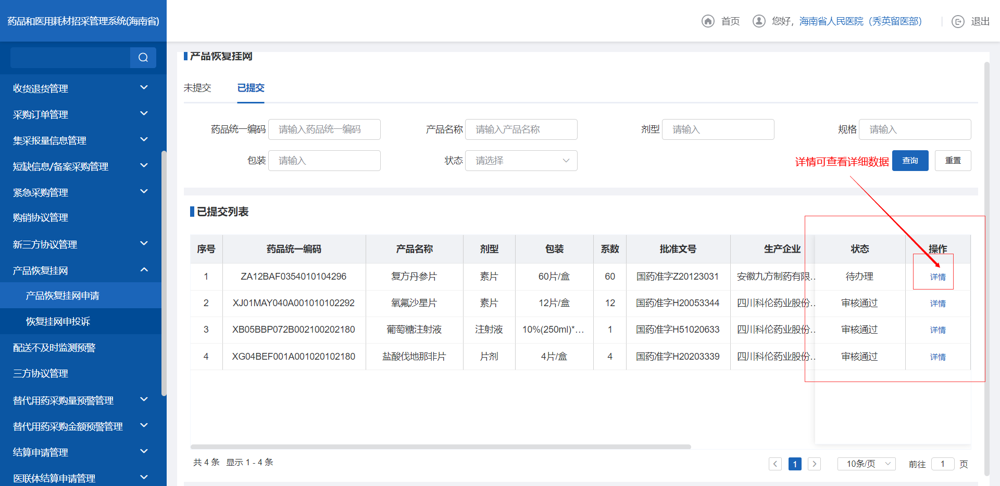 药品和医用耗材招采管理系统(海南省)
首页
您好，海南省人民医院（秀英留医部）
退出
收货退货管理
采购订单管理
集采报量信息管理
短缺信息/备案采购管理
紧急采购管理
购销协议管理
新三方协议管理
产品恢复挂网
产品恢复挂网申请
恢复挂网申投诉
配送不及时监测预警
三方协议管理
替代用药采购量预警管理
替代用药采购金额预警管理
结算申请管理
医联体结算申请管理
产品恢复挂网
未提交 已提交
药品统一编码 请输入药品统一编码 产品名称 请输入产品名称 剂型 请输入 规格 请输入
包装 请输入 状态 请选择 详情可查看详细数据 查询 重置
已提交列表
序号 药品统一编码 产品名称 剂型 包装 系数 批准文号 生产企业 状态 操作
1 ZA12BAF0354010104296 复方丹参片 素片 60片/盒 60 国药准字Z20123031 安徽九方制药有限... 待办理 详情
2 XJ01MAY040A001010102292 氧氟沙星片 素片 12片/盒 12 国药准字H20053344 四川科伦药业股份... 审核通过 详情
3 XB05BBP072B002100202180 葡萄糖注射液 注射液 10%(250ml)*... 1 国药准字H51020633 四川科伦药业股份... 审核通过 详情
4 XG04BEF001A001020102180 盐酸伐地那非片 片剂 4片/盒 4 国药准字H20203339 四川科伦药业股份... 审核通过 详情
共 4 条 显示 1 - 4 条
1 10条/页 前往 1 页